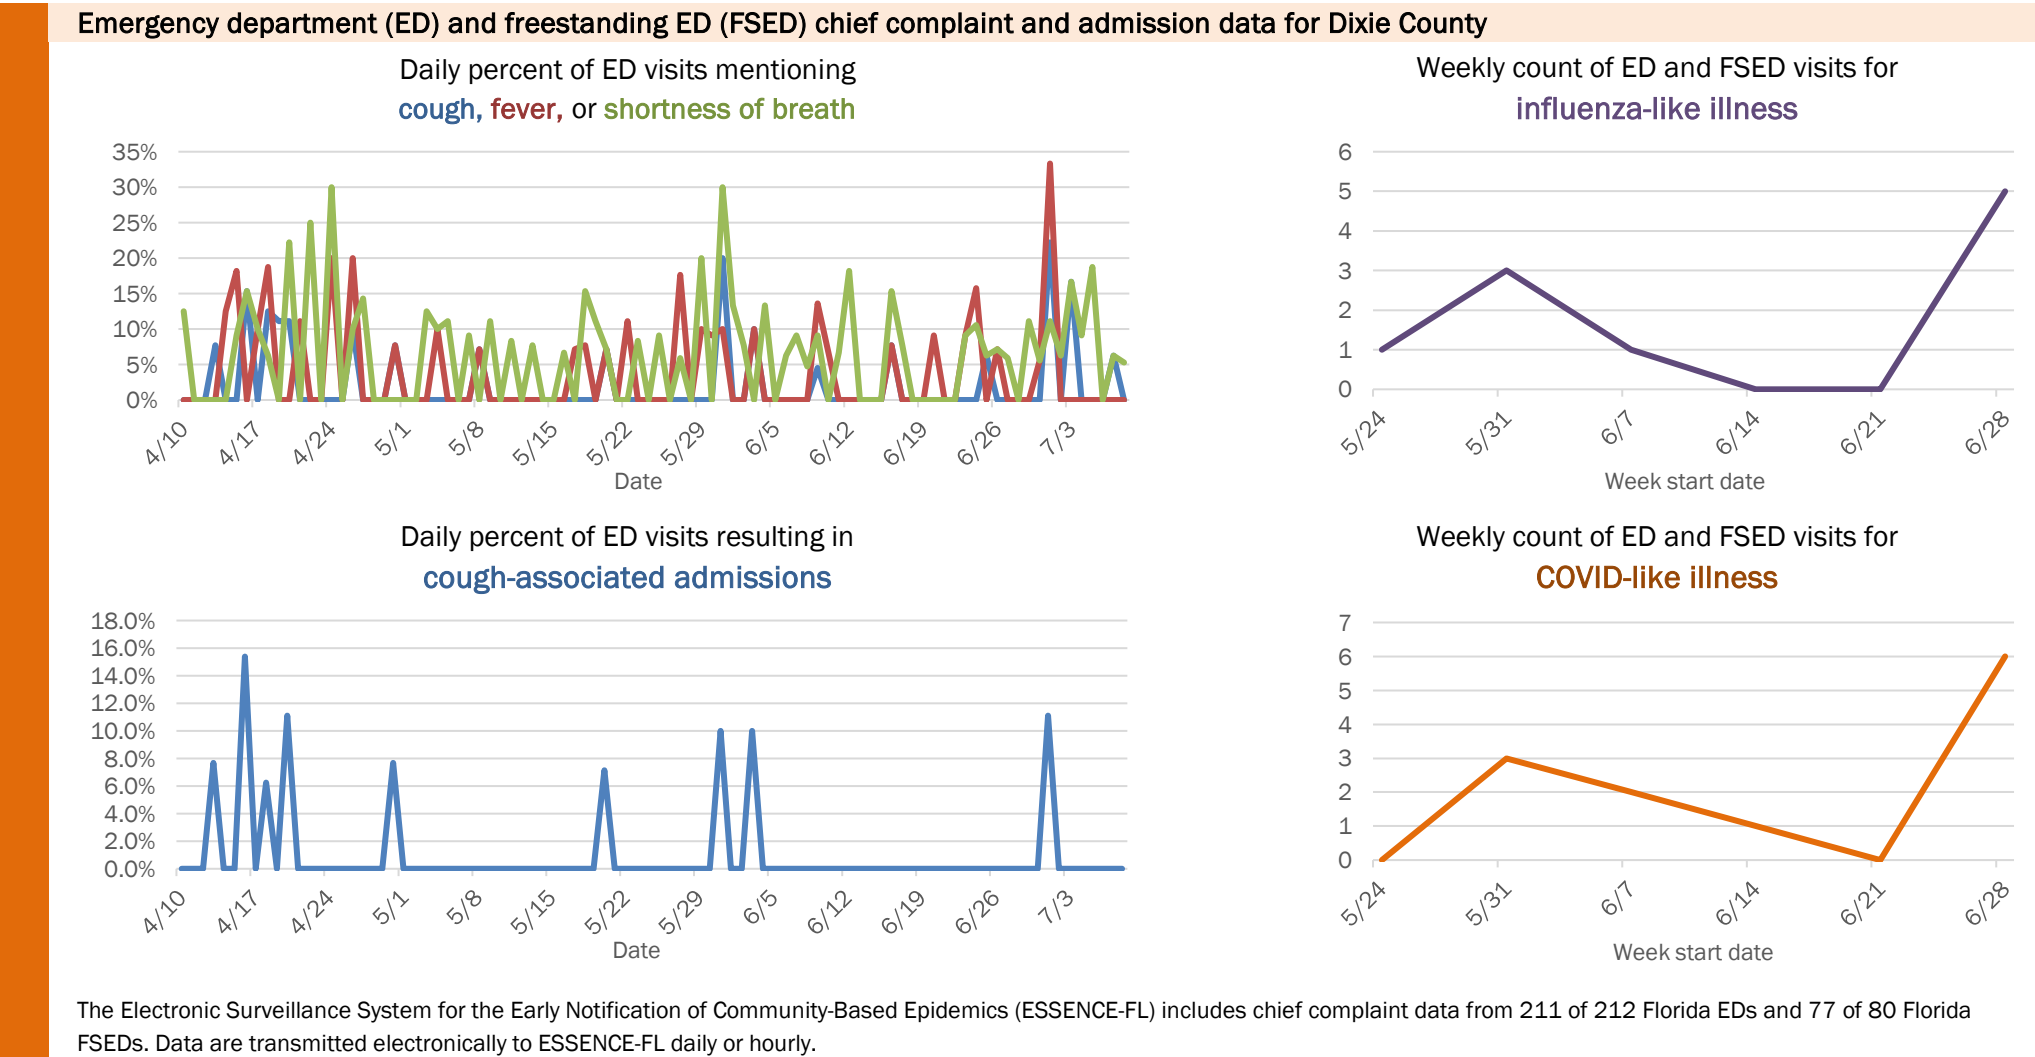 Emergency department (ED) and freestanding ED (FSED) chief complaint and admission data for Dixie County
Daily percent of ED visits mentioning
cough, fever, or shortness of breath
35%
30%
25%
20%
15%
10%
5%
0%
4/10 4/17 4/24 5/1 5/8 5/15 5/22 5/29 6/5 6/12 6/19 6/26 7/3
Date
Weekly count of ED and FSED visits for
influenza-like illness
6
5
4
3
2
1
0
5/24 5/31 6/7 6/14 6/21 6/28
Week start date
Daily percent of ED visits resulting in
cough-associated admissions
18.0%
16.0%
14.0%
12.0%
10.0%
8.0%
6.0%
4.0%
2.0%
0.0%
4/10 4/17 4/24 5/1 5/8 5/15 5/22 5/29 6/5 6/12 6/19 6/26 7/3
Date
Weekly count of ED and FSED visits for
COVID-like illness
7
6
5
4
3
2
1
0
5/24 5/31 6/7 6/14 6/21 6/28
Week start date
The Electronic Surveillance System for the Early Notification of Community-Based Epidemics (ESSENCE-FL) includes chief complaint data from 211 of 212 Florida EDs and 77 of 80 Florida
FSEDs. Data are transmitted electronically to ESSENCE-FL daily or hourly.